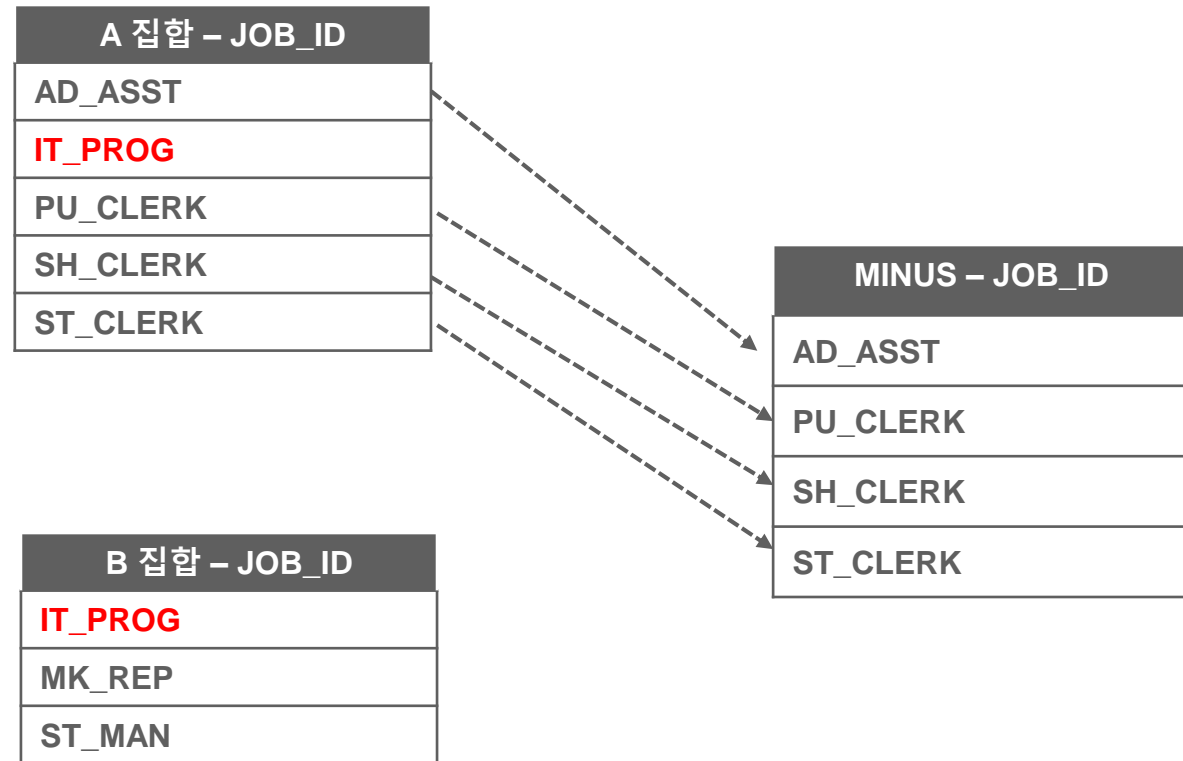 A 집합 – JOB_ID
AD_ASST
IT_PROG
PU_CLERK
SH_CLERK
ST_CLERK
MINUS – JOB_ID
AD_ASST
PU_CLERK
SH_CLERK
ST_CLERK
B 집합 – JOB_ID
IT_PROG
MK_REP
ST_MAN